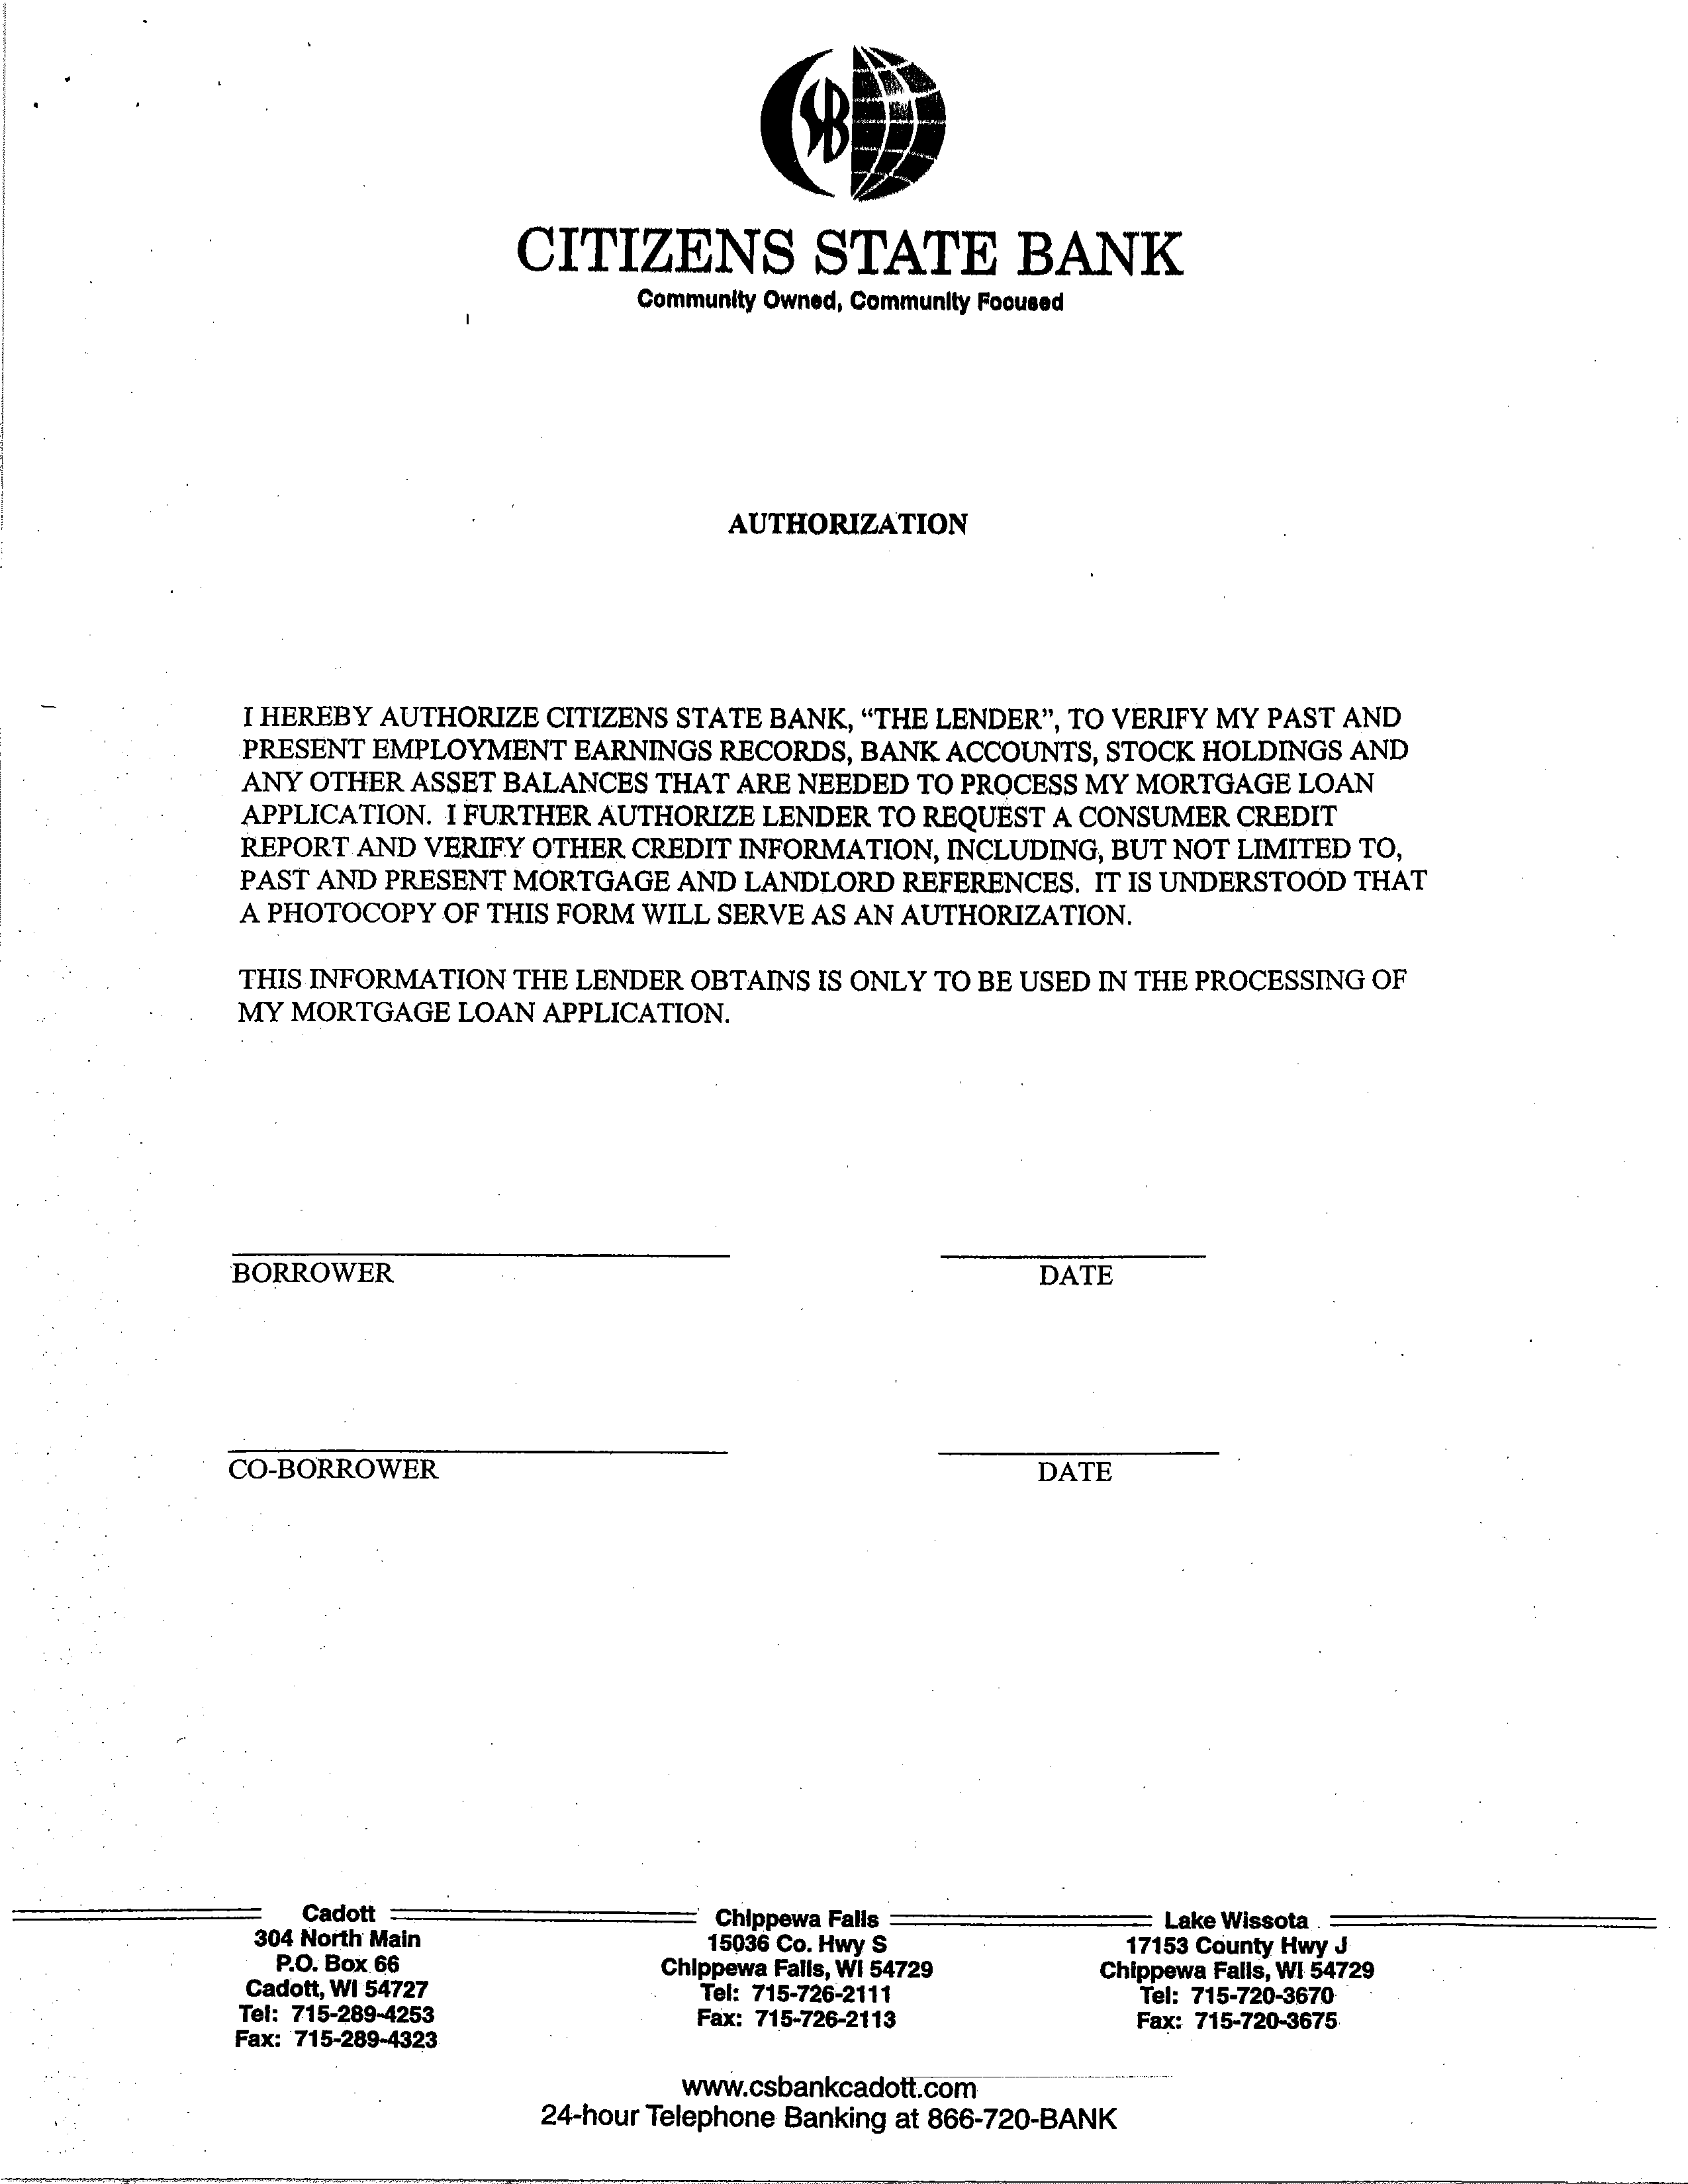 CSB
CITIZENS STATE BANK
Community Owned, Community Focused
AUTHORIZATION
I HEREBY AUTHORIZE CITIZENS STATE BANK, “THE LENDER”, TO VERIFY MY PAST AND
PRESENT EMPLOYMENT EARNINGS RECORDS, BANK ACCOUNTS, STOCK HOLDINGS AND
ANY OTHER ASSET BALANCES THAT ARE NEEDED TO PROCESS MY MORTGAGE LOAN
APPLICATION. I FURTHER AUTHORIZE LENDER TO REQUEST A CONSUMER CREDIT
REPORT AND VERIFY OTHER CREDIT INFORMATION, INCLUDING, BUT NOT LIMITED TO,
PAST AND PRESENT MORTGAGE AND LANDLORD REFERENCES. IT IS UNDERSTOOD THAT
A PHOTOCOPY OF THIS FORM WILL SERVE AS AN AUTHORIZATION.
THIS INFORMATION THE LENDER OBTAINS IS ONLY TO BE USED IN THE PROCESSING OF
MY MORTGAGE LOAN APPLICATION.
BORROWER
DATE
CO-BORROWER
DATE
Cadott
304 North Main
P.O. Box 66
Cadott, WI 54727
Tel: 715-289-4253
Fax: 715-289-4323
Chippewa Falls
15036 Co. Hwy S
Chippewa Falls, WI 54729
Tel: 715-726-2111
Fax: 715-726-2113
Lake Wissota
17153 County Hwy J
Chippewa Falls, WI 54729
Tel: 715-720-3670
Fax: 715-720-3675
www.csbankcadott.com
24-hour Telephone Banking at 866-720-BANK